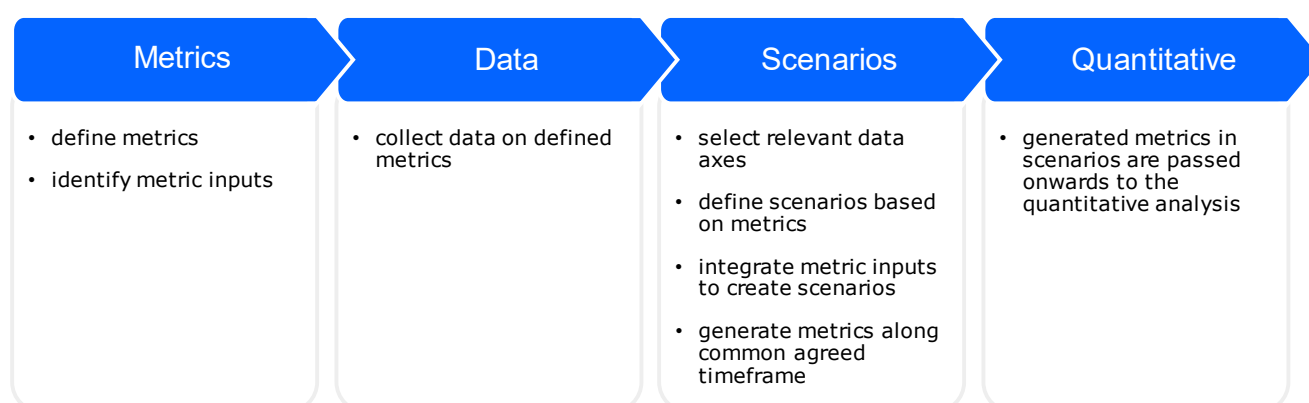 Metrics
• define metrics
• identify metric inputs
Data
• collect data on defined
metrics
Scenarios
• select relevant data
axes
• define scenarios based
on metrics
• integrate metric inputs
to create scenarios
• generate metrics along
common agreed
timeframe
Quantitative
• generated metrics in
scenarios are passed
onwards to the
quantitative analysis